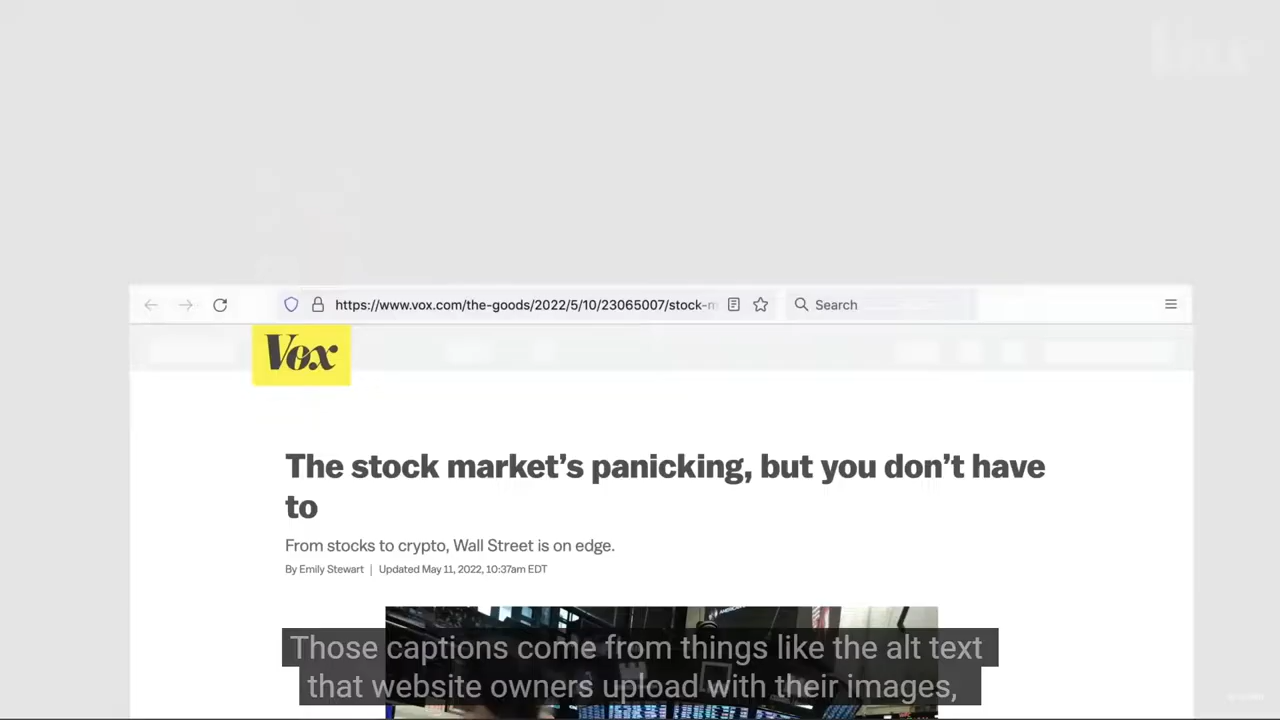 Vox
https://www.vox.com/the-goods/2022/5/10/23065007/stock-m
Search
Vox
The stock market's panicking, but you don't have
to
From stocks to crypto, Wall Street is on edge.
By Emily Stewart | Updated May 11, 2022, 10:37am EDT
Those captions come from things like the alt text
that website owners upload with their images,